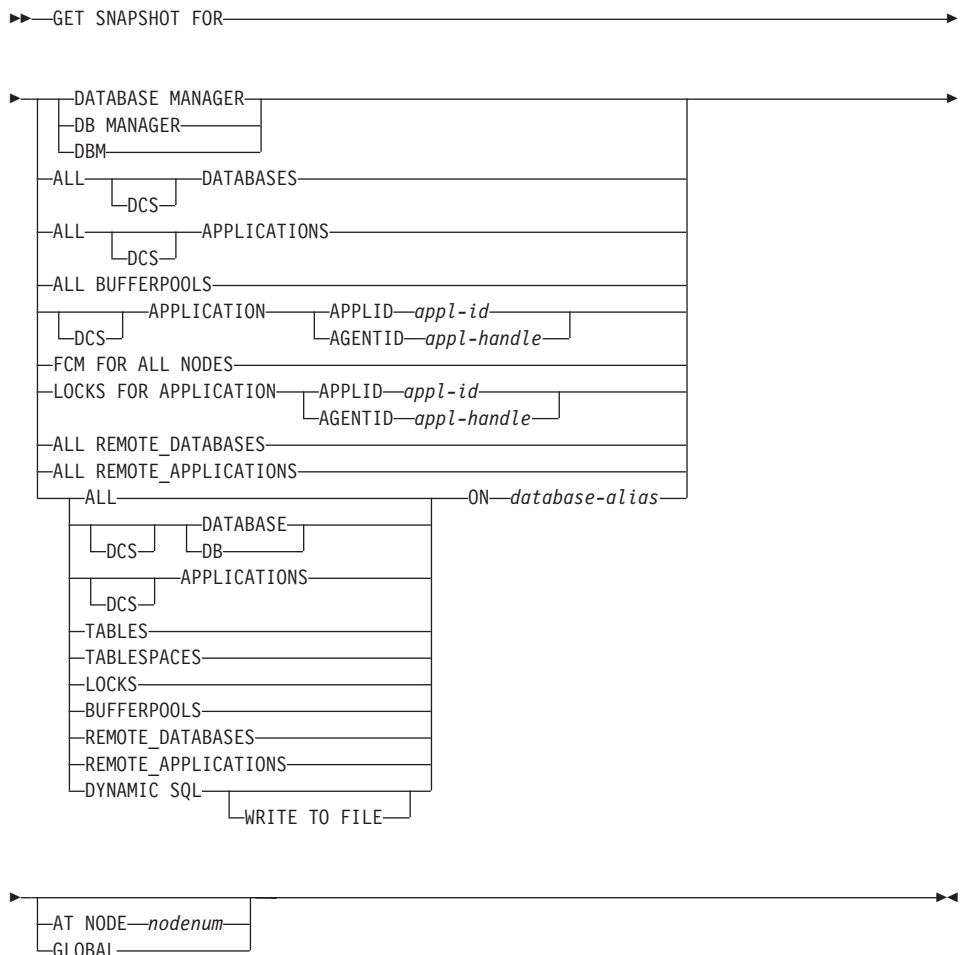 GET SNAPSHOT FOR
DATABASE MANAGER
DB MANAGER
DBM
ALL DATABASES
DCS
ALL APPLICATIONS
DCS
ALL BUFFERPOOLS
APPLICATION APPLID appl-id
DCS AGENTID appl-handle
FCM FOR ALL NODES
LOCKS FOR APPLICATION APPLID appl-id
AGENTID appl-handle
ALL REMOTE_DATABASES
ALL REMOTE_APPLICATIONS
ALL ON database-alias
DATABASE
DCS DB
APPLICATIONS
DCS
TABLES
TABLESPACES
LOCKS
BUFFERPOOLS
REMOTE_DATABASES
REMOTE_APPLICATIONS
DYNAMIC SQL
WRITE TO FILE
AT NODE nodenum
GLOBAL